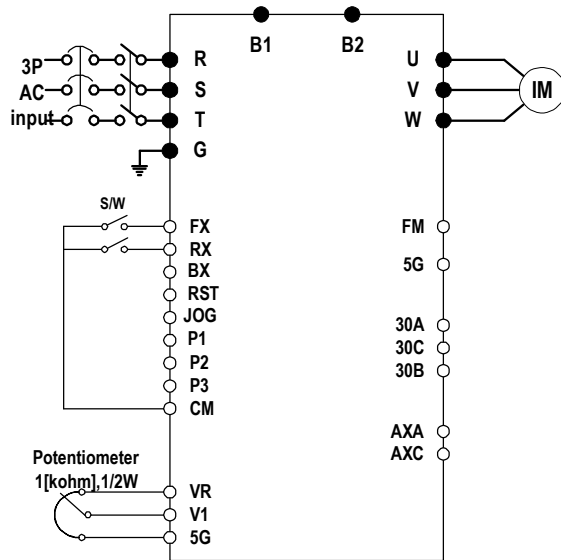 B1 B2
3P R U
AC S V IM
input T W
G
S/W
FX FM
RX
BX 5G
RST
JOG 30A
P1 30C
P2 30B
P3
CM AXA
AXC
Potentiometer
1[kohm],1/2W VR
V1
5G